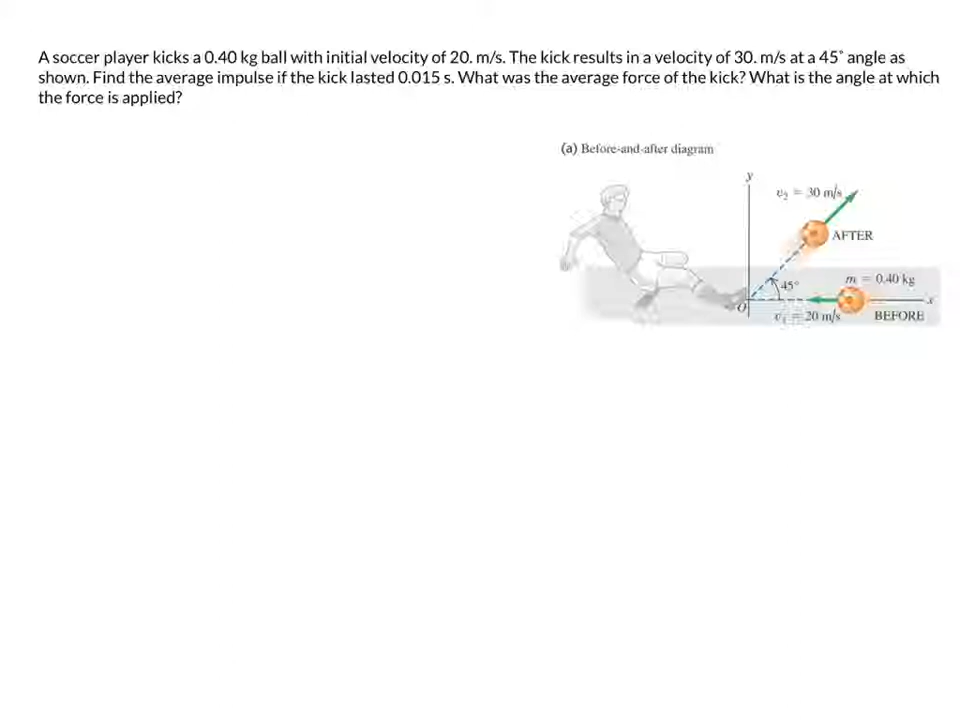 A soccer player kicks a 0.40 kg ball with initial velocity of 20. m/s. The kick results in a velocity of 30. m/s at a 45° angle as
shown. Find the average impulse if the kick lasted 0.015 s. What was the average force of the kick? What is the angle at which
the force is applied?
(a) Before-and-after diagram
y
v₂ = 30 m/s
AFTER
45°
m = 0.40 kg
O
x
v₁ = 20 m/s
BEFORE